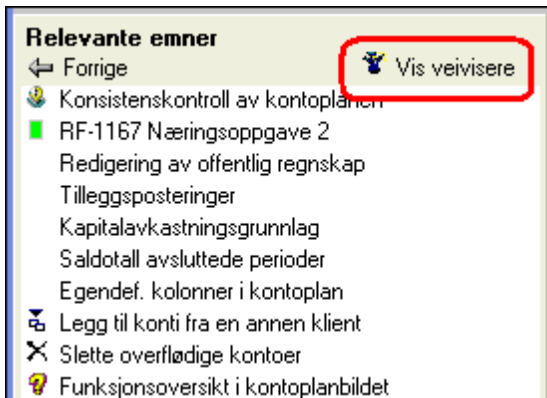 Relevante emner
Forrige Vis veivisere
Konsistenskontroll av kontoplanen
RF-1167 Næringsoppgave 2
Redigering av offentlig regnskap
Tilleggsposteringer
Kapitalavkastningsgrunnlag
Saldotall avsluttede perioder
Egendef. kolonner i kontoplan
Legg til konti fra en annen klient
Slette overflødige kontoer
Funksjonsoversikt i kontoplanbildet